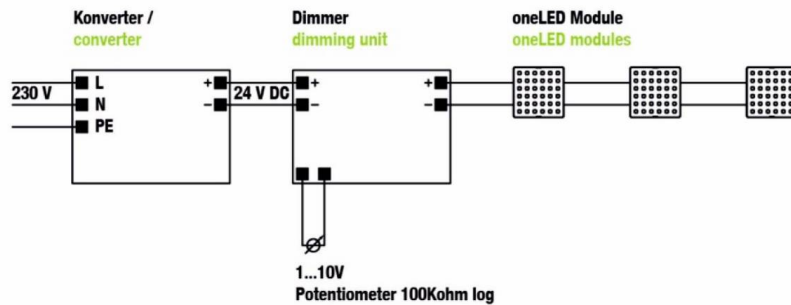 Konverter /
converter
Dimmer
dimming unit
oneLED Module
oneLED modules
230 V
L
N
PE
+
–
24 V DC
+
–
+
–
1...10V
Potentiometer 100Kohm log